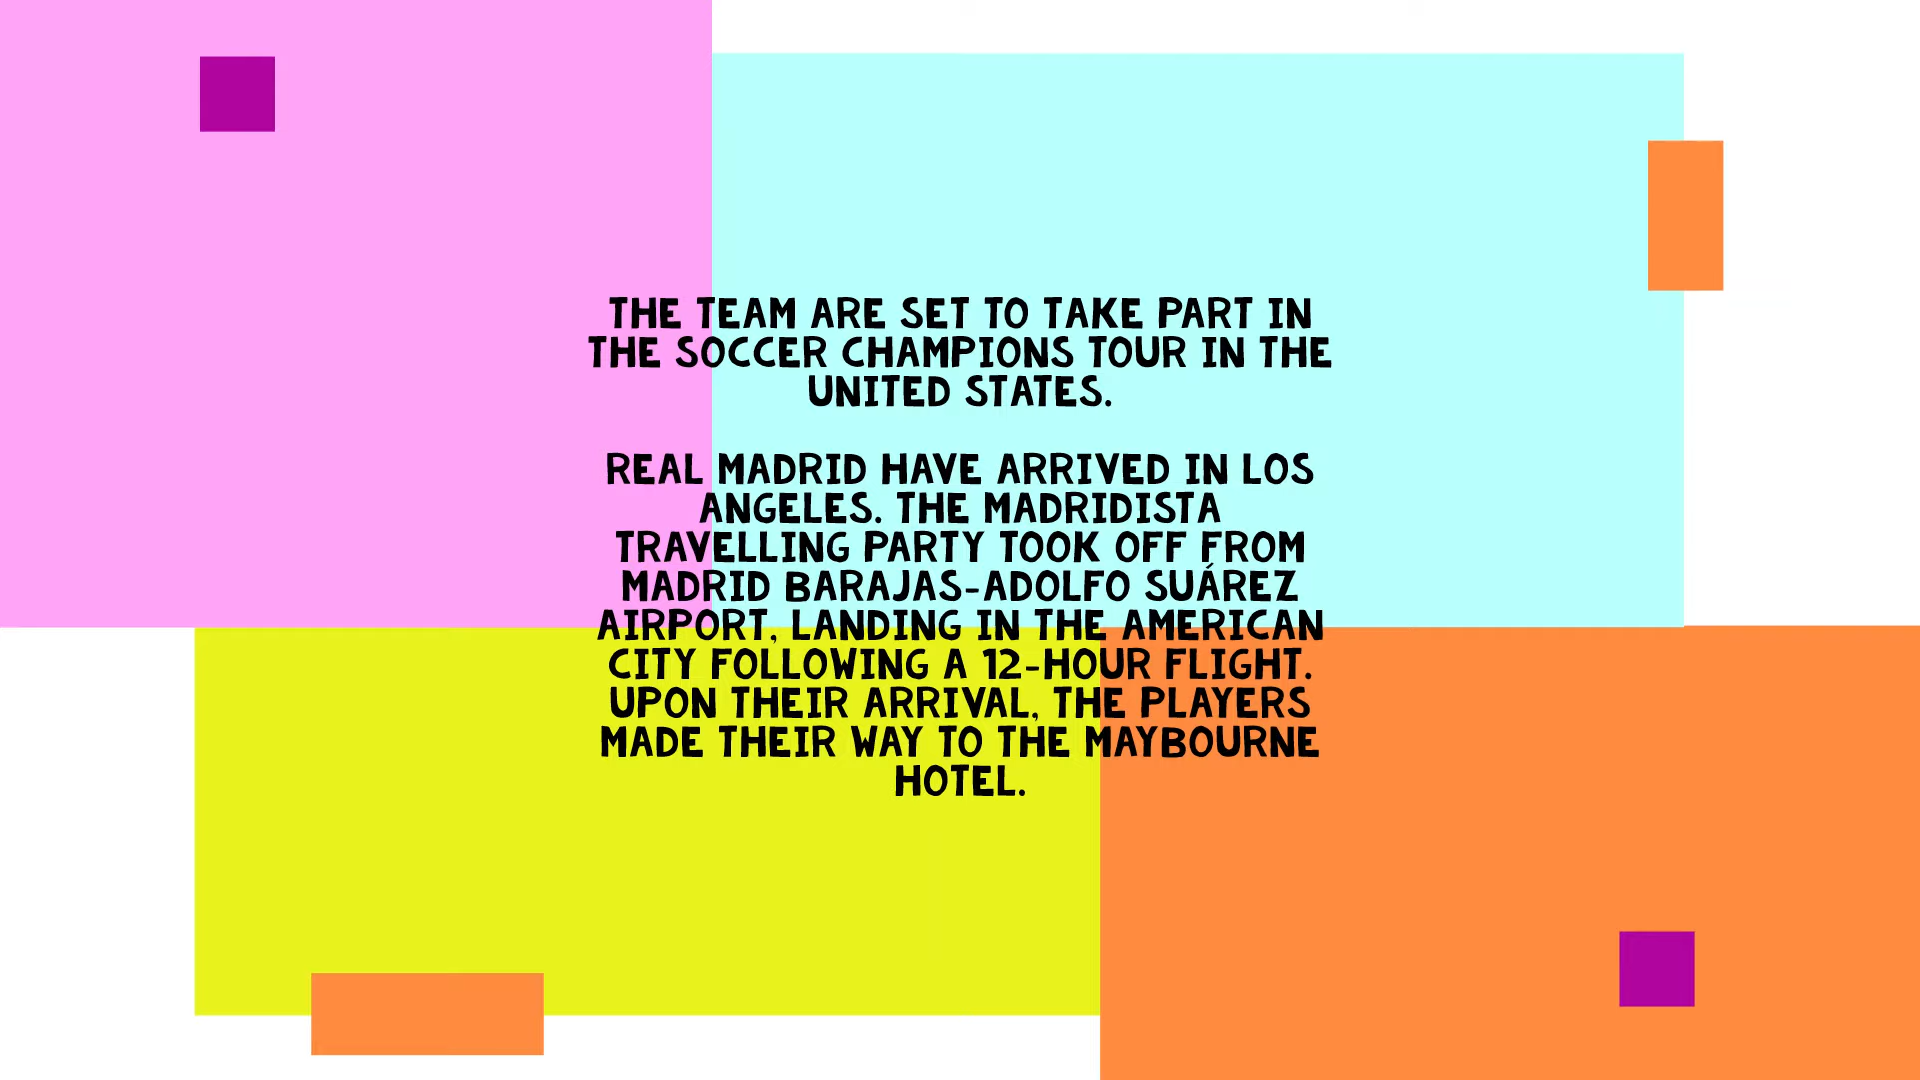 THE TEAM ARE SET TO TAKE PART IN
THE SOCCER CHAMPIONS TOUR IN THE
UNITED STATES.
REAL MADRID HAVE ARRIVED IN LOS
ANGELES. THE MADRIDISTA
TRAVELLING PARTY TOOK OFF FROM
MADRID BARAJAS-ADOLFO SUÁREZ
AIRPORT, LANDING IN THE AMERICAN
CITY FOLLOWING A 12-HOUR FLIGHT.
UPON THEIR ARRIVAL, THE PLAYERS
MADE THEIR WAY TO THE MAYBOURNE
HOTEL.